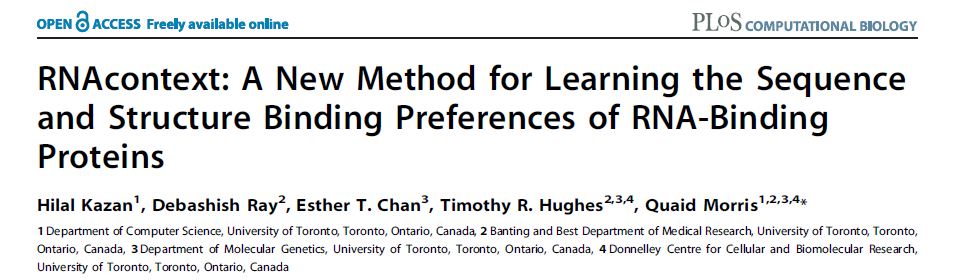 OPEN ACCESS Freely available online
PLoS COMPUTATIONAL BIOLOGY
RNAcontext: A New Method for Learning the Sequence
and Structure Binding Preferences of RNA-Binding
Proteins
Hilal Kazan1, Debashish Ray2, Esther T. Chan3, Timothy R. Hughes2,3,4, Quaid Morris1,2,3,4*
1 Department of Computer Science, University of Toronto, Toronto, Ontario, Canada, 2 Banting and Best Department of Medical Research, University of Toronto, Toronto,
Ontario, Canada, 3 Department of Molecular Genetics, University of Toronto, Toronto, Ontario, Canada, 4 Donnelley Centre for Cellular and Biomolecular Research,
University of Toronto, Toronto, Ontario, Canada